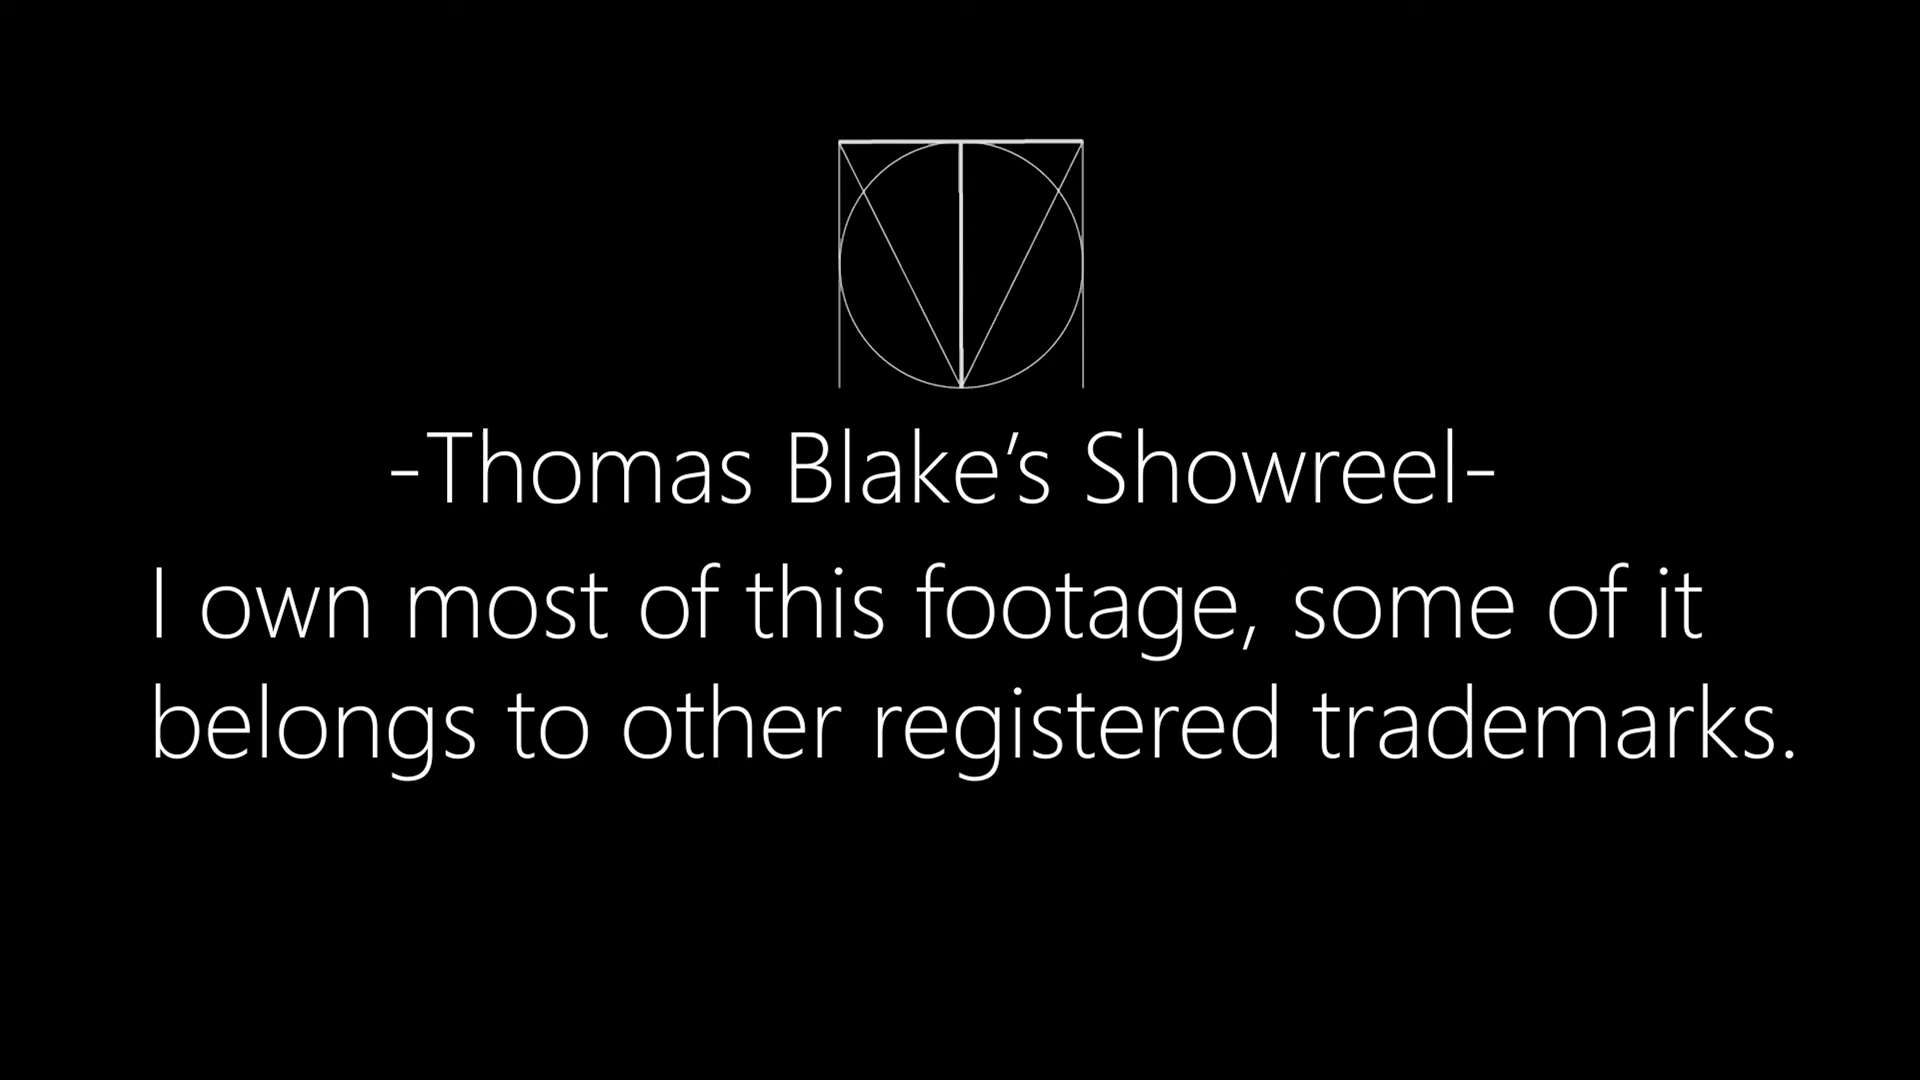 -Thomas Blake’s Showreel-
I own most of this footage, some of it
belongs to other registered trademarks.